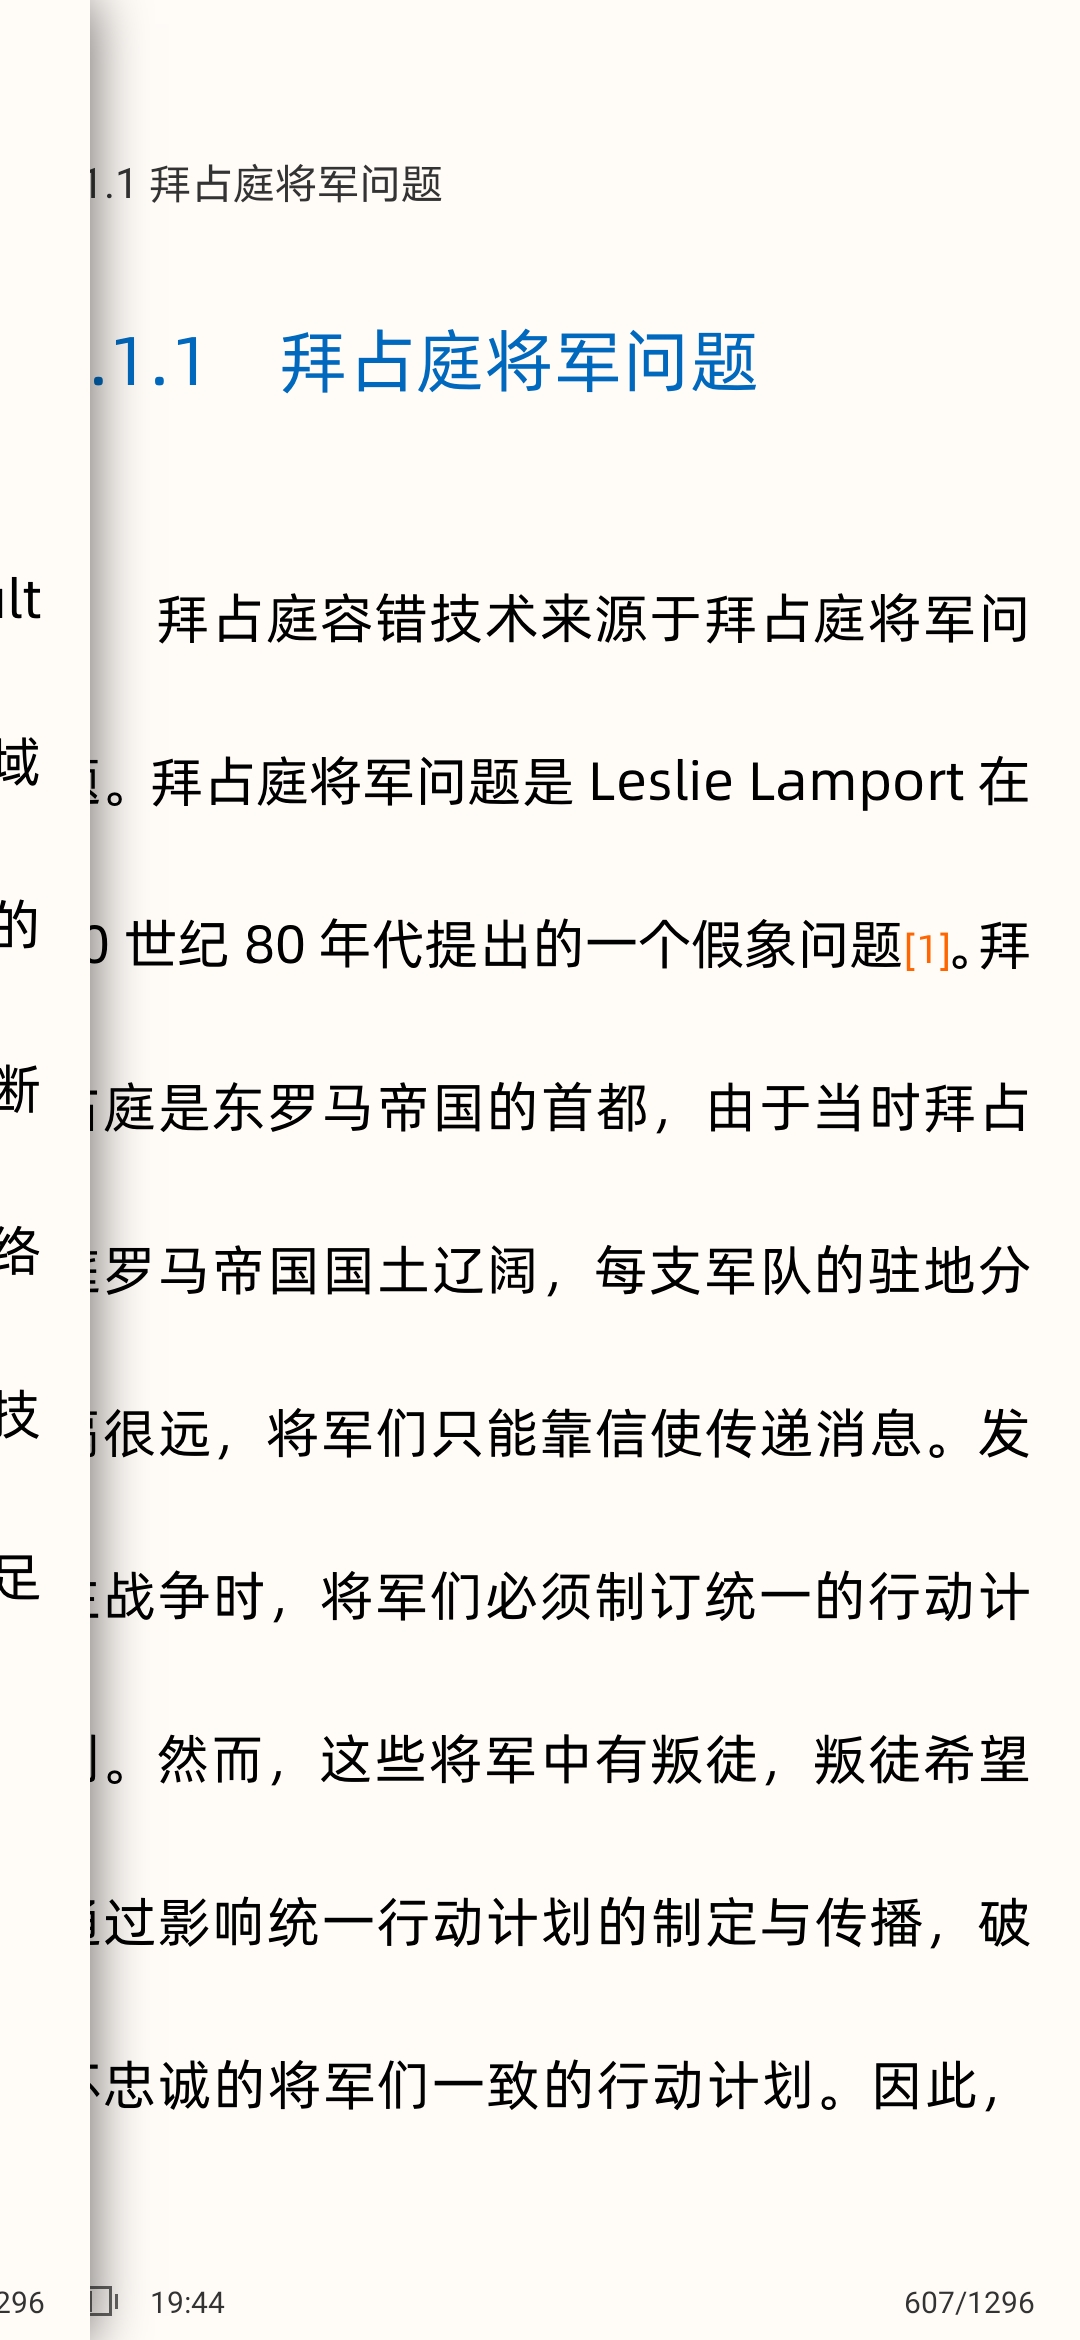 1.1 拜占庭将军问题
.1.1 拜占庭将军问题
拜占庭容错技术来源于拜占庭将军问
。拜占庭将军问题是 Leslie Lamport 在
0 世纪 80 年代提出的一个假象问题[1]。拜
庭是东罗马帝国的首都，由于当时拜占
罗马帝国国土辽阔，每支军队的驻地分
很远，将军们只能靠信使传递消息。发
战争时，将军们必须制订统一的行动计
。然而，这些将军中有叛徒，叛徒希望
过影响统一行动计划的制定与传播，破
忠诚的将军们一致的行动计划。因此，
lt
域
的
断
络
技
足
296
19:44
607/1296